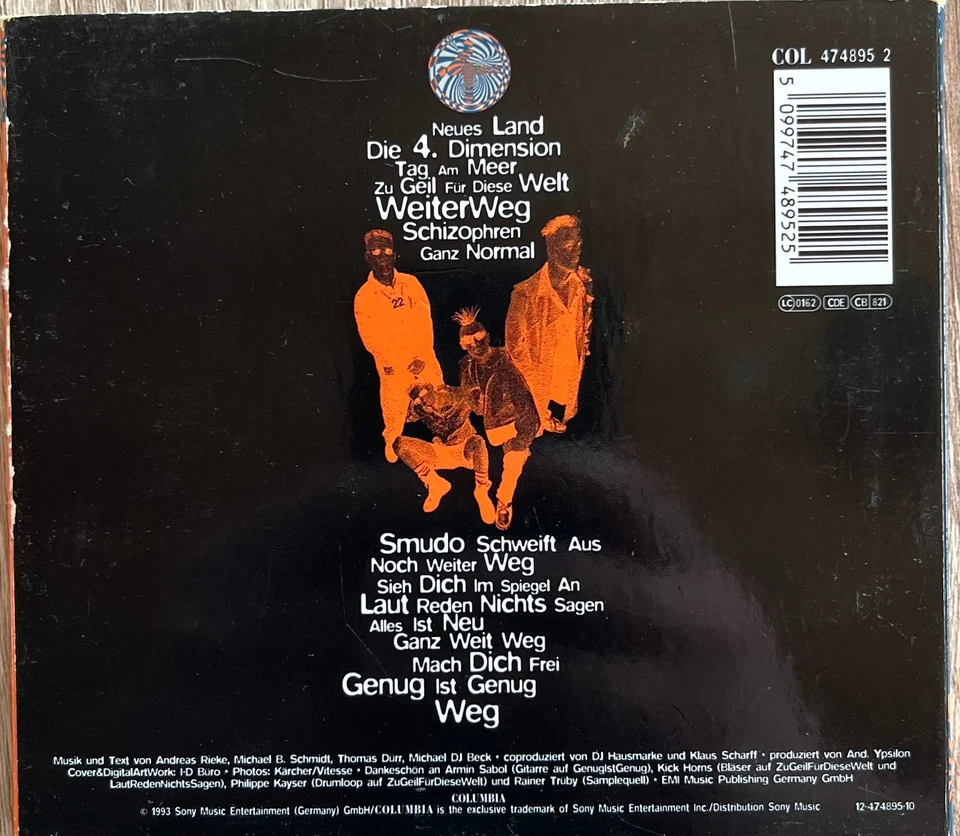 COL 474895 2
5 099747 489525
LC 0162 CDE CB 821
Neues Land
Die 4. Dimension
Tag Am Meer
Zu Geil Für Diese Welt
WeiterWeg
Schizophren
Ganz Normal
22
Smudo Schweift Aus
Noch Weiter Weg
Sieh Dich Im Spiegel An
Laut Reden Nichts Sagen
Alles Ist Neu
Ganz Weit Weg
Mach Dich Frei
Genug Ist Genug
Weg
Musik und Text von Andreas Rieke, Michael B. Schmidt, Thomas Dürr, Michael DJ Beck • coproduziert von DJ Hausmarke und Klaus Scharff • produziert von And. Ypsilon
Cover&DigitalArtWork: I-D Büro • Photos: Kärcher/Vitesse • Dankeschön an Armin Sabol (Gitarre auf GenugIstGenug), Kick Horns (Bläser auf ZuGeilFürDieseWelt und
LautRedenNichtsSagen), Philippe Kayser (Drumloop auf ZuGeilFürDieseWelt) und Rainer Truby (Samplequell) • EMI Music Publishing Germany GmbH
COLUMBIA
© 1993 Sony Music Entertainment (Germany) GmbH/COLUMBIA is the exclusive trademark of Sony Music Entertainment Inc./Distribution Sony Music 12-474895-10